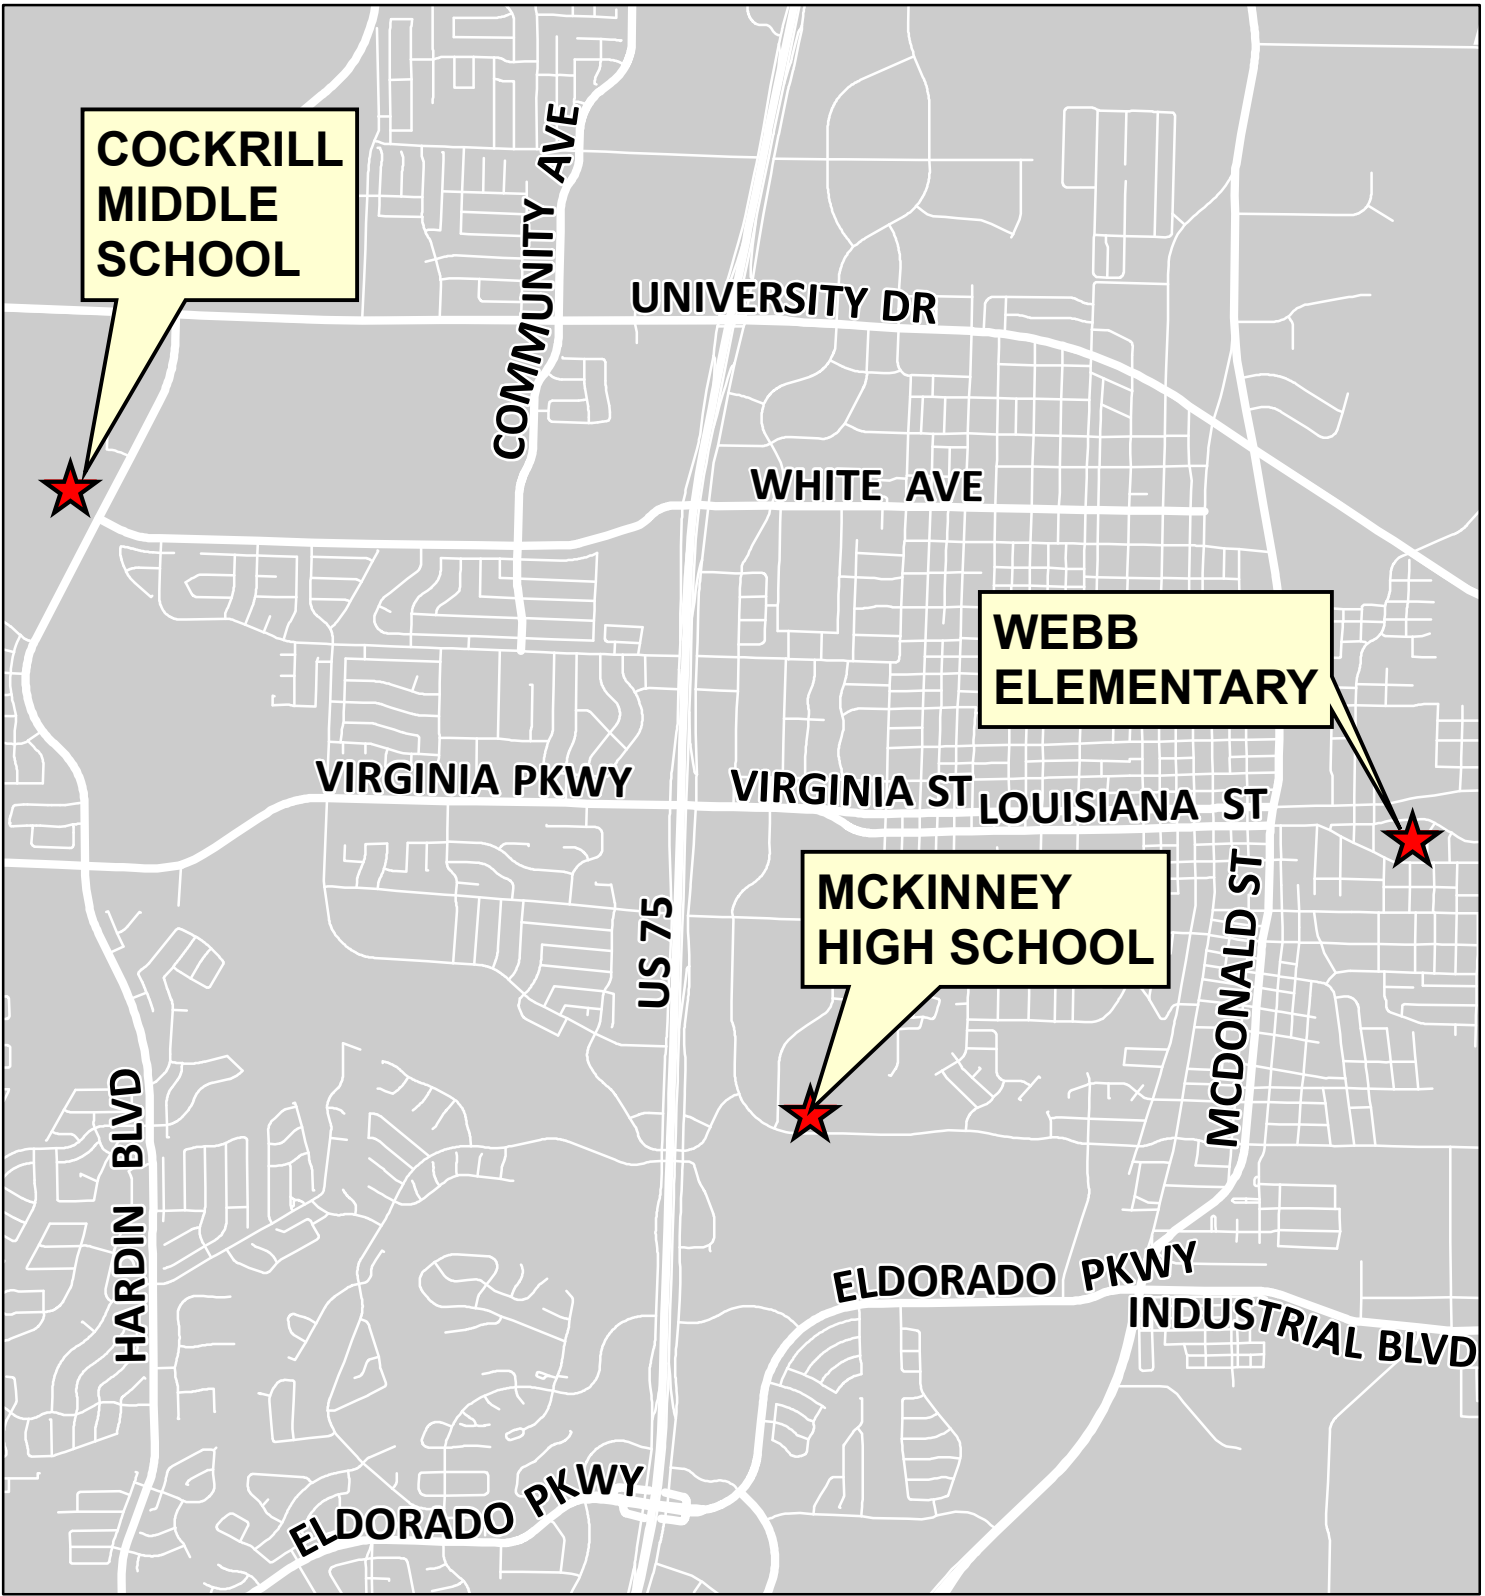 COCKRILL
MIDDLE
SCHOOL
COMMUNITY AVE
UNIVERSITY DR
WHITE AVE
WEBB
ELEMENTARY
VIRGINIA PKWY
VIRGINIA ST
LOUISIANA ST
MCKINNEY
HIGH SCHOOL
US 75
MCDONALD ST
HARDIN BLVD
ELDORADO PKWY
INDUSTRIAL BLVD
ELDORADO PKWY